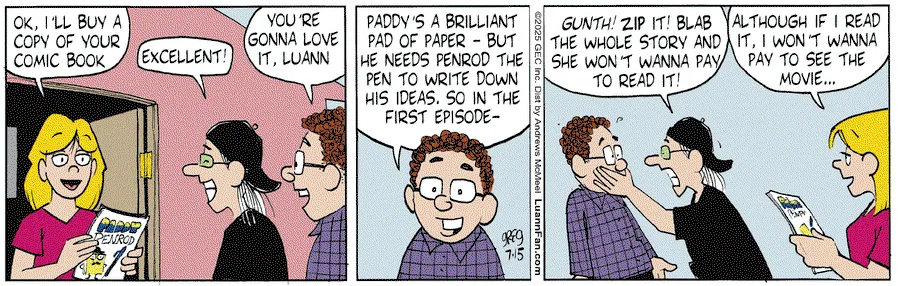 OK, I'LL BUY A
COPY OF YOUR
COMIC BOOK
EXCELLENT!
YOU'RE
GONNA LOVE
IT, LUANN
PADDY
PENROD
PADDY'S A BRILLIANT
PAD OF PAPER – BUT
HE NEEDS PENROD THE
PEN TO WRITE DOWN
HIS IDEAS. SO IN THE
FIRST EPISODE–
GREG
7-15
©2025 GEC Inc. Dist by Andrews McMeel LuannFan.com
GUNTH! ZIP IT! BLAB
THE WHOLE STORY AND
SHE WON'T WANNA PAY
TO READ IT!
ALTHOUGH IF I READ
IT, I WON'T WANNA
PAY TO SEE THE
MOVIE...